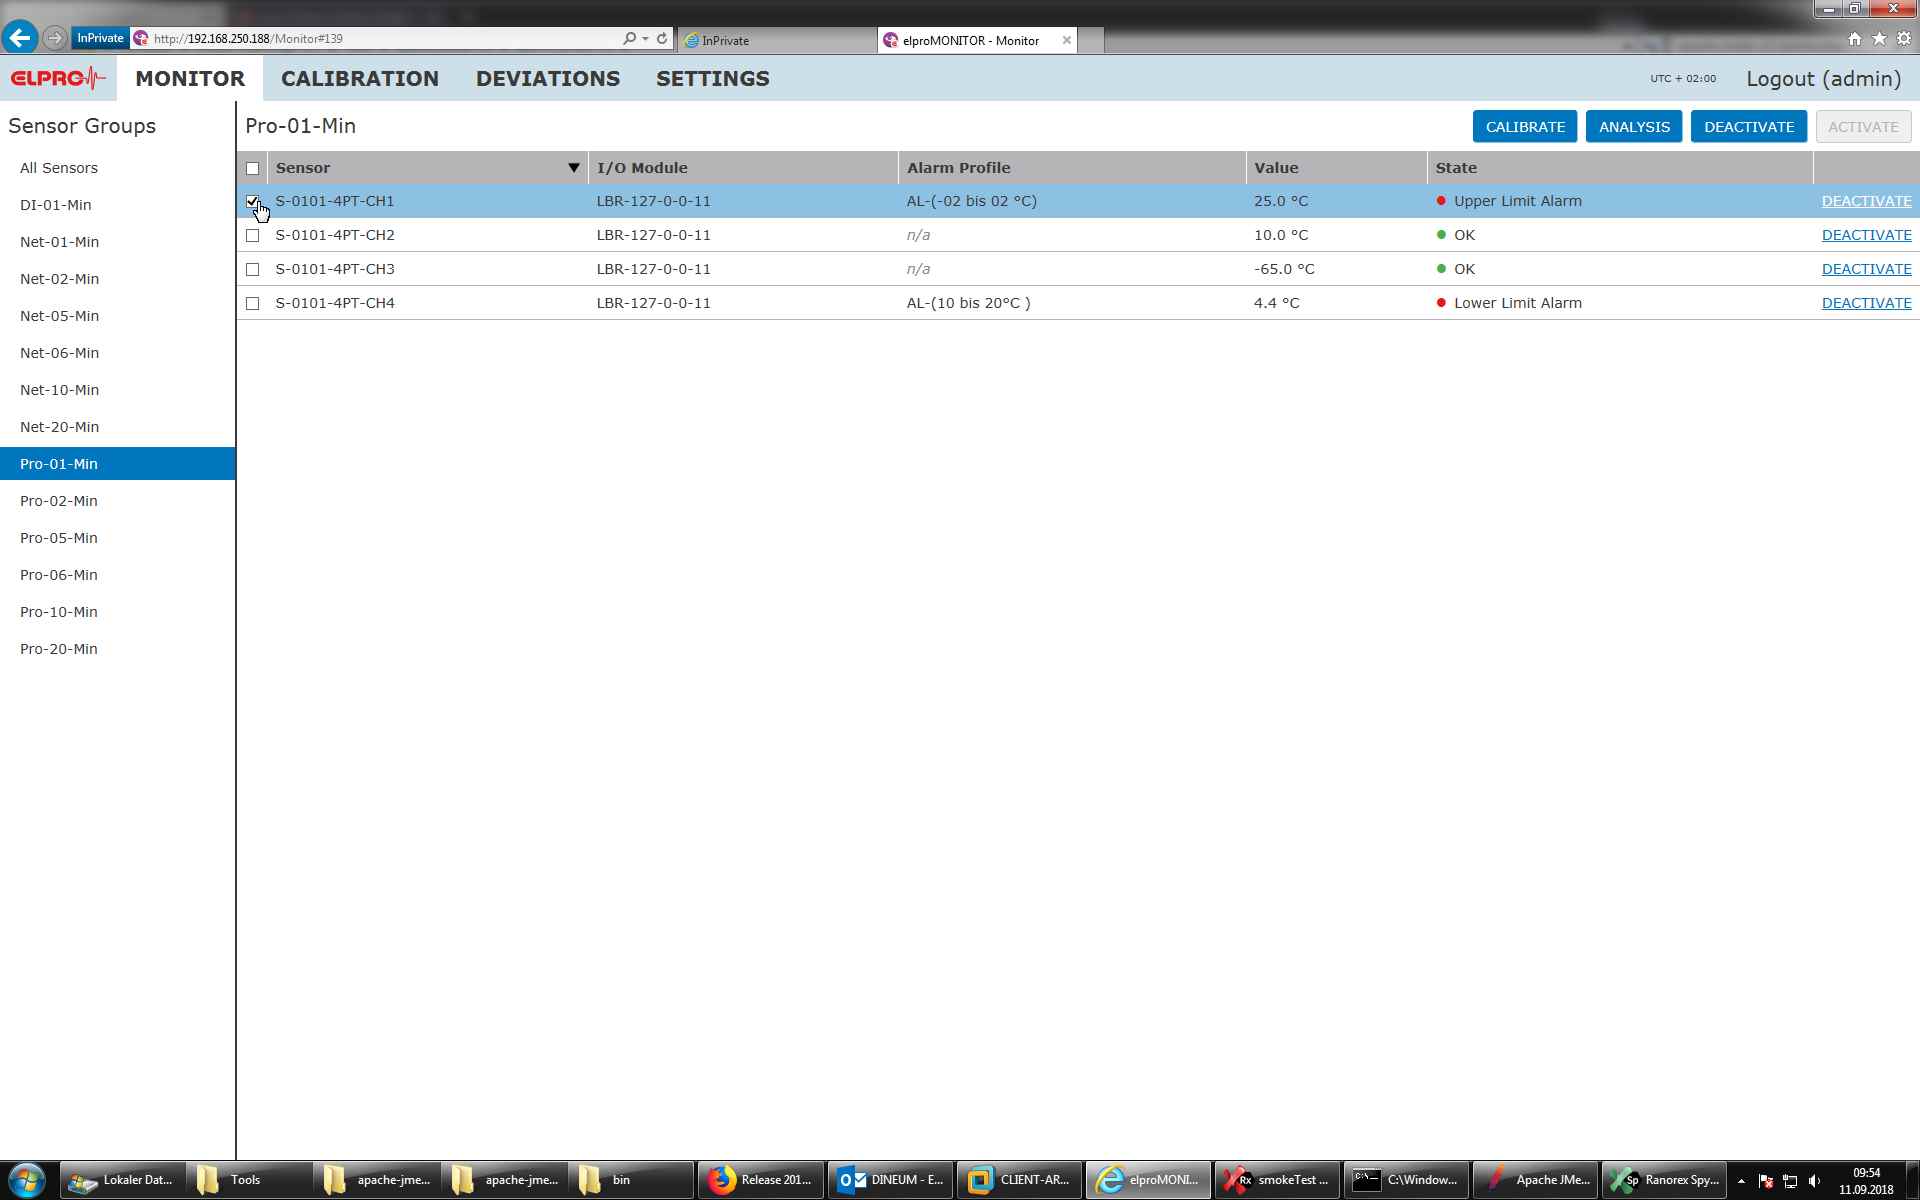 InPrivate http://192.168.250.188/Monitor#139 InPrivate elproMONITOR - Monitor
ELPRO MONITOR CALIBRATION DEVIATIONS SETTINGS UTC + 02:00 Logout (admin)
Sensor Groups
All Sensors
DI-01-Min
Net-01-Min
Net-02-Min
Net-05-Min
Net-06-Min
Net-10-Min
Net-20-Min
Pro-01-Min
Pro-02-Min
Pro-05-Min
Pro-06-Min
Pro-10-Min
Pro-20-Min
Pro-01-Min CALIBRATE ANALYSIS DEACTIVATE ACTIVATE
Sensor I/O Module Alarm Profile Value State
S-0101-4PT-CH1 LBR-127-0-0-11 AL-(-02 bis 02 °C) 25.0 °C Upper Limit Alarm DEACTIVATE
S-0101-4PT-CH2 LBR-127-0-0-11 n/a 10.0 °C OK DEACTIVATE
S-0101-4PT-CH3 LBR-127-0-0-11 n/a -65.0 °C OK DEACTIVATE
S-0101-4PT-CH4 LBR-127-0-0-11 AL-(10 bis 20°C ) 4.4 °C Lower Limit Alarm DEACTIVATE
Lokaler Dat... Tools apache-jme... apache-jme... bin Release 201... DINEUM - E... CLIENT-AR... elproMONI... Rx smokeTest ... C:\Window... Apache JMe... Sp Ranorex Spy... 09:54
11.09.2018